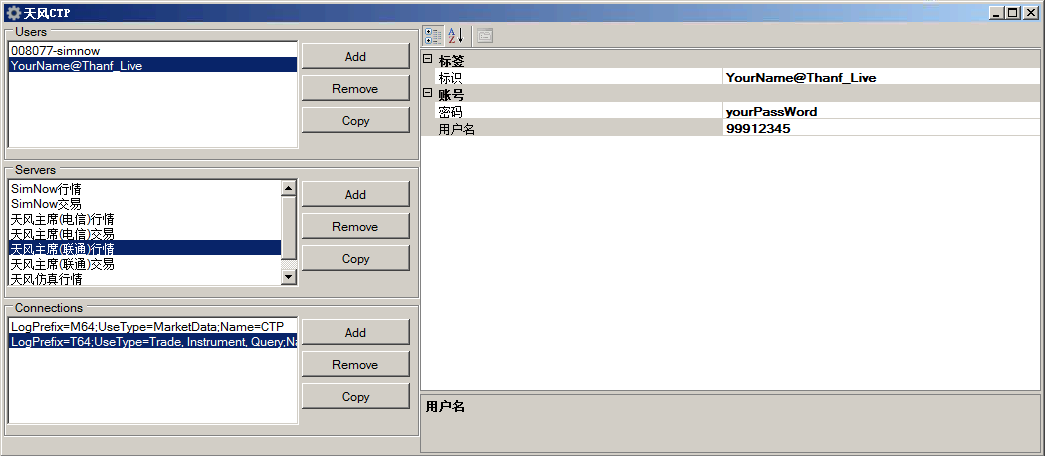 天风CTP
Users
008077-simnow
YourName@Thanf_Live
Add
Remove
Copy
Servers
SimNow行情
SimNow交易
天风主席(电信)行情
天风主席(电信)交易
天风主席(联通)行情
天风主席(联通)交易
天风仿真行情
Add
Remove
Copy
Connections
LogPrefix=M64;UseType=MarketData;Name=CTP
LogPrefix=T64;UseType=Trade, Instrument, Query;Na
Add
Remove
Copy
A Z
标签
标识 YourName@Thanf_Live
账号
密码 yourPassWord
用户名 99912345
用户名